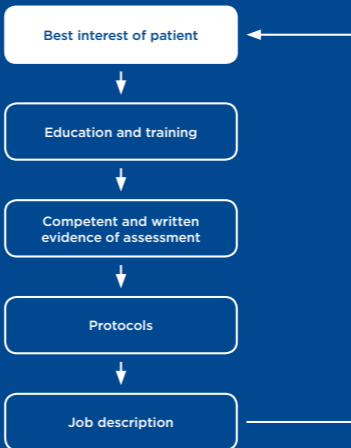 Best interest of patient
Education and training
Competent and written
evidence of assessment
Protocols
Job description